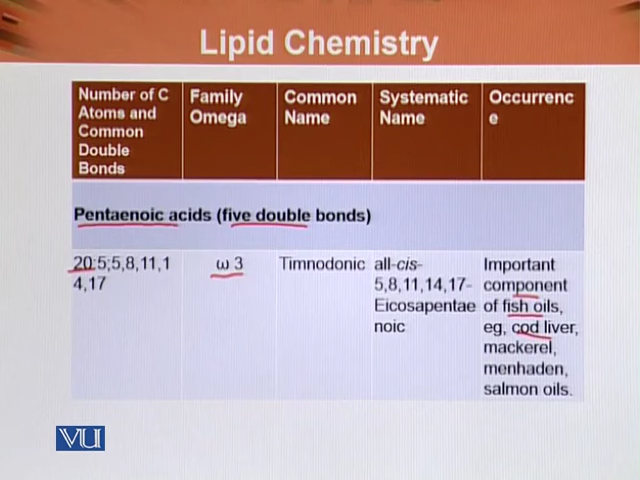 Lipid Chemistry
Number of C
Atoms and
Common
Double
Bonds
Family
Omega
Common
Name
Systematic
Name
Occurrenc
e
Pentaenoic acids (five double bonds)
20:5;5,8,11,1
4,17
ω 3
Timnodonic
all-cis-
5,8,11,14,17-
Eicosapentae
noic
Important
component
of fish oils,
eg, cod liver,
mackerel,
menhaden,
salmon oils.
VU